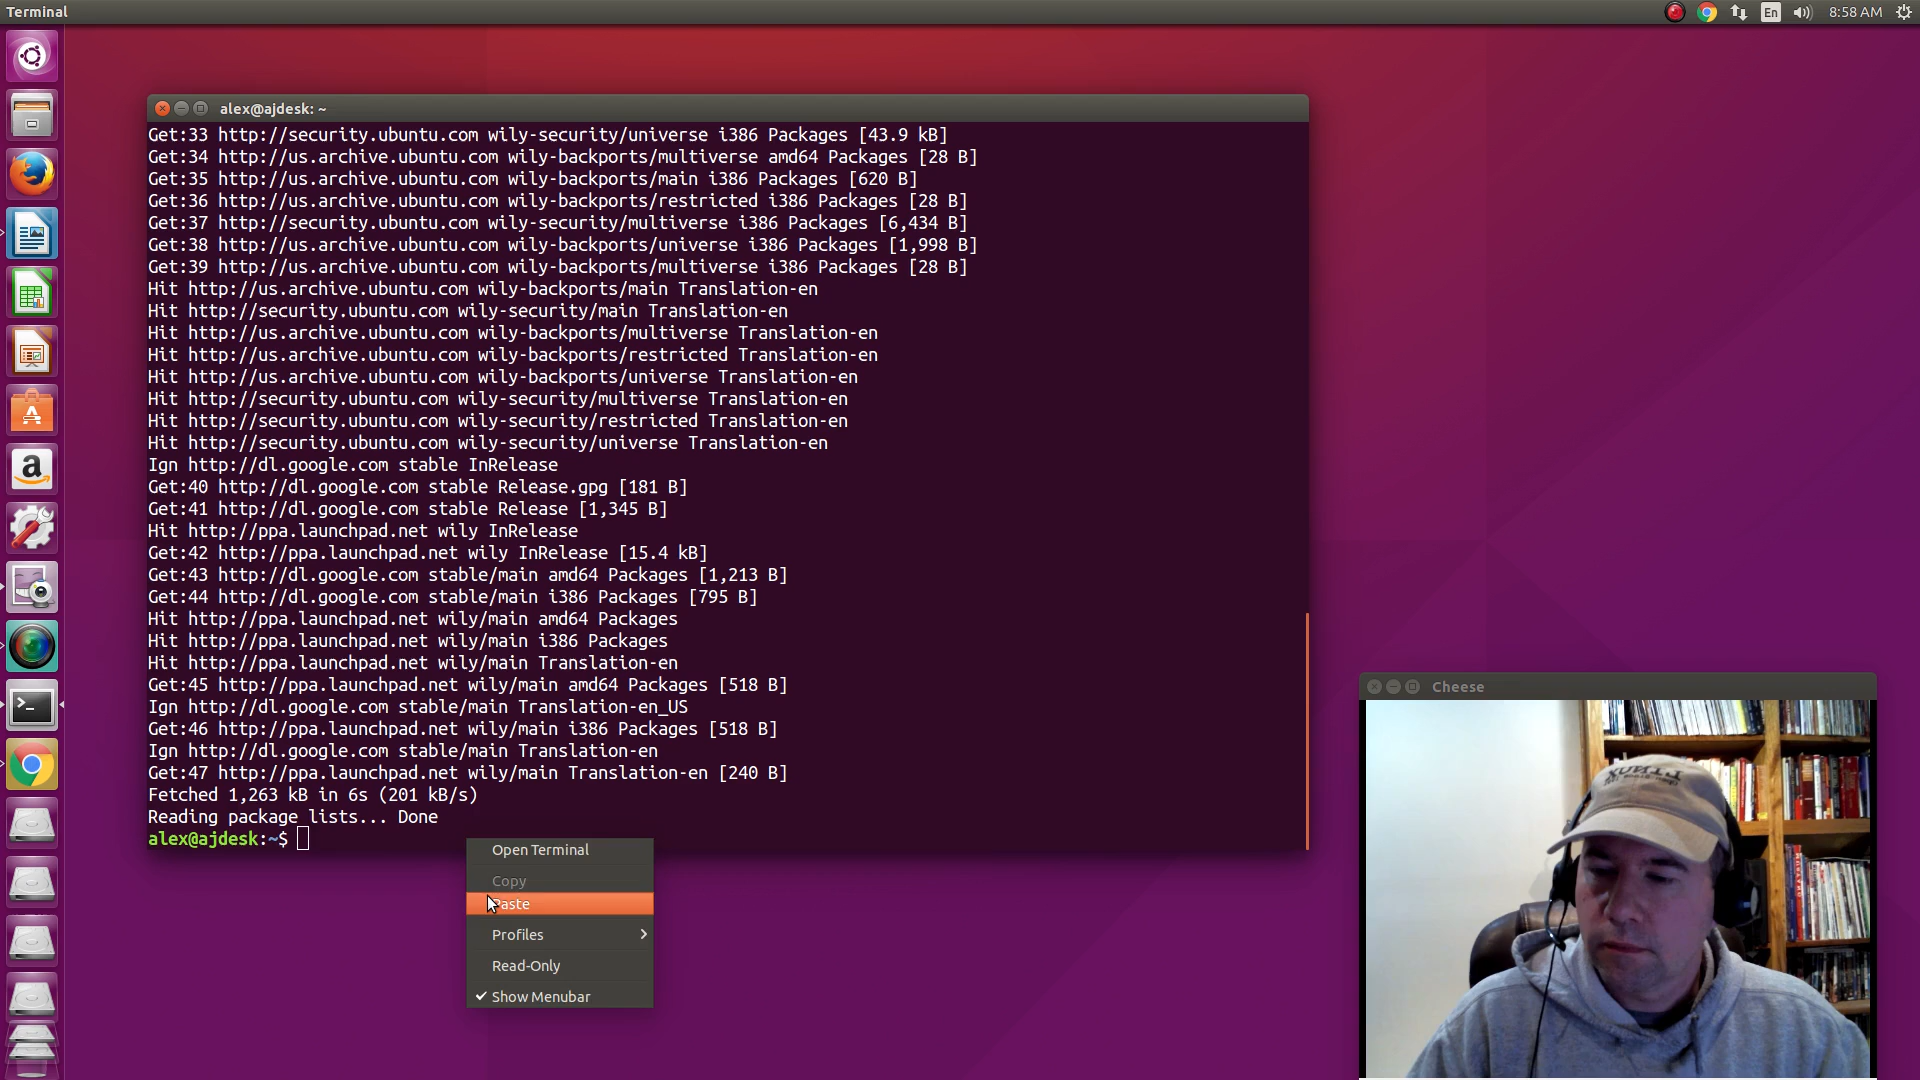 Terminal
En
8:58 AM
alex@ajdesk: ~
Get:33 http://security.ubuntu.com wily-security/universe i386 Packages [43.9 kB]
Get:34 http://us.archive.ubuntu.com wily-backports/multiverse amd64 Packages [28 B]
Get:35 http://us.archive.ubuntu.com wily-backports/main i386 Packages [620 B]
Get:36 http://us.archive.ubuntu.com wily-backports/restricted i386 Packages [28 B]
Get:37 http://security.ubuntu.com wily-security/multiverse i386 Packages [6,434 B]
Get:38 http://us.archive.ubuntu.com wily-backports/universe i386 Packages [1,998 B]
Get:39 http://us.archive.ubuntu.com wily-backports/multiverse i386 Packages [28 B]
Hit http://us.archive.ubuntu.com wily-backports/main Translation-en
Hit http://security.ubuntu.com wily-security/main Translation-en
Hit http://us.archive.ubuntu.com wily-backports/multiverse Translation-en
Hit http://us.archive.ubuntu.com wily-backports/restricted Translation-en
Hit http://us.archive.ubuntu.com wily-backports/universe Translation-en
Hit http://security.ubuntu.com wily-security/multiverse Translation-en
Hit http://security.ubuntu.com wily-security/restricted Translation-en
Hit http://security.ubuntu.com wily-security/universe Translation-en
Ign http://dl.google.com stable InRelease
Get:40 http://dl.google.com stable Release.gpg [181 B]
Get:41 http://dl.google.com stable Release [1,345 B]
Hit http://ppa.launchpad.net wily InRelease
Get:42 http://ppa.launchpad.net wily InRelease [15.4 kB]
Get:43 http://dl.google.com stable/main amd64 Packages [1,213 B]
Get:44 http://dl.google.com stable/main i386 Packages [795 B]
Hit http://ppa.launchpad.net wily/main amd64 Packages
Hit http://ppa.launchpad.net wily/main i386 Packages
Hit http://ppa.launchpad.net wily/main Translation-en
Get:45 http://ppa.launchpad.net wily/main amd64 Packages [518 B]
Ign http://dl.google.com stable/main Translation-en_US
Get:46 http://ppa.launchpad.net wily/main i386 Packages [518 B]
Ign http://dl.google.com stable/main Translation-en
Get:47 http://ppa.launchpad.net wily/main Translation-en [240 B]
Fetched 1,263 kB in 6s (201 kB/s)
Reading package lists... Done
alex@ajdesk:~$
Open Terminal
Copy
Paste
Profiles
Read-Only
Show Menubar
Cheese